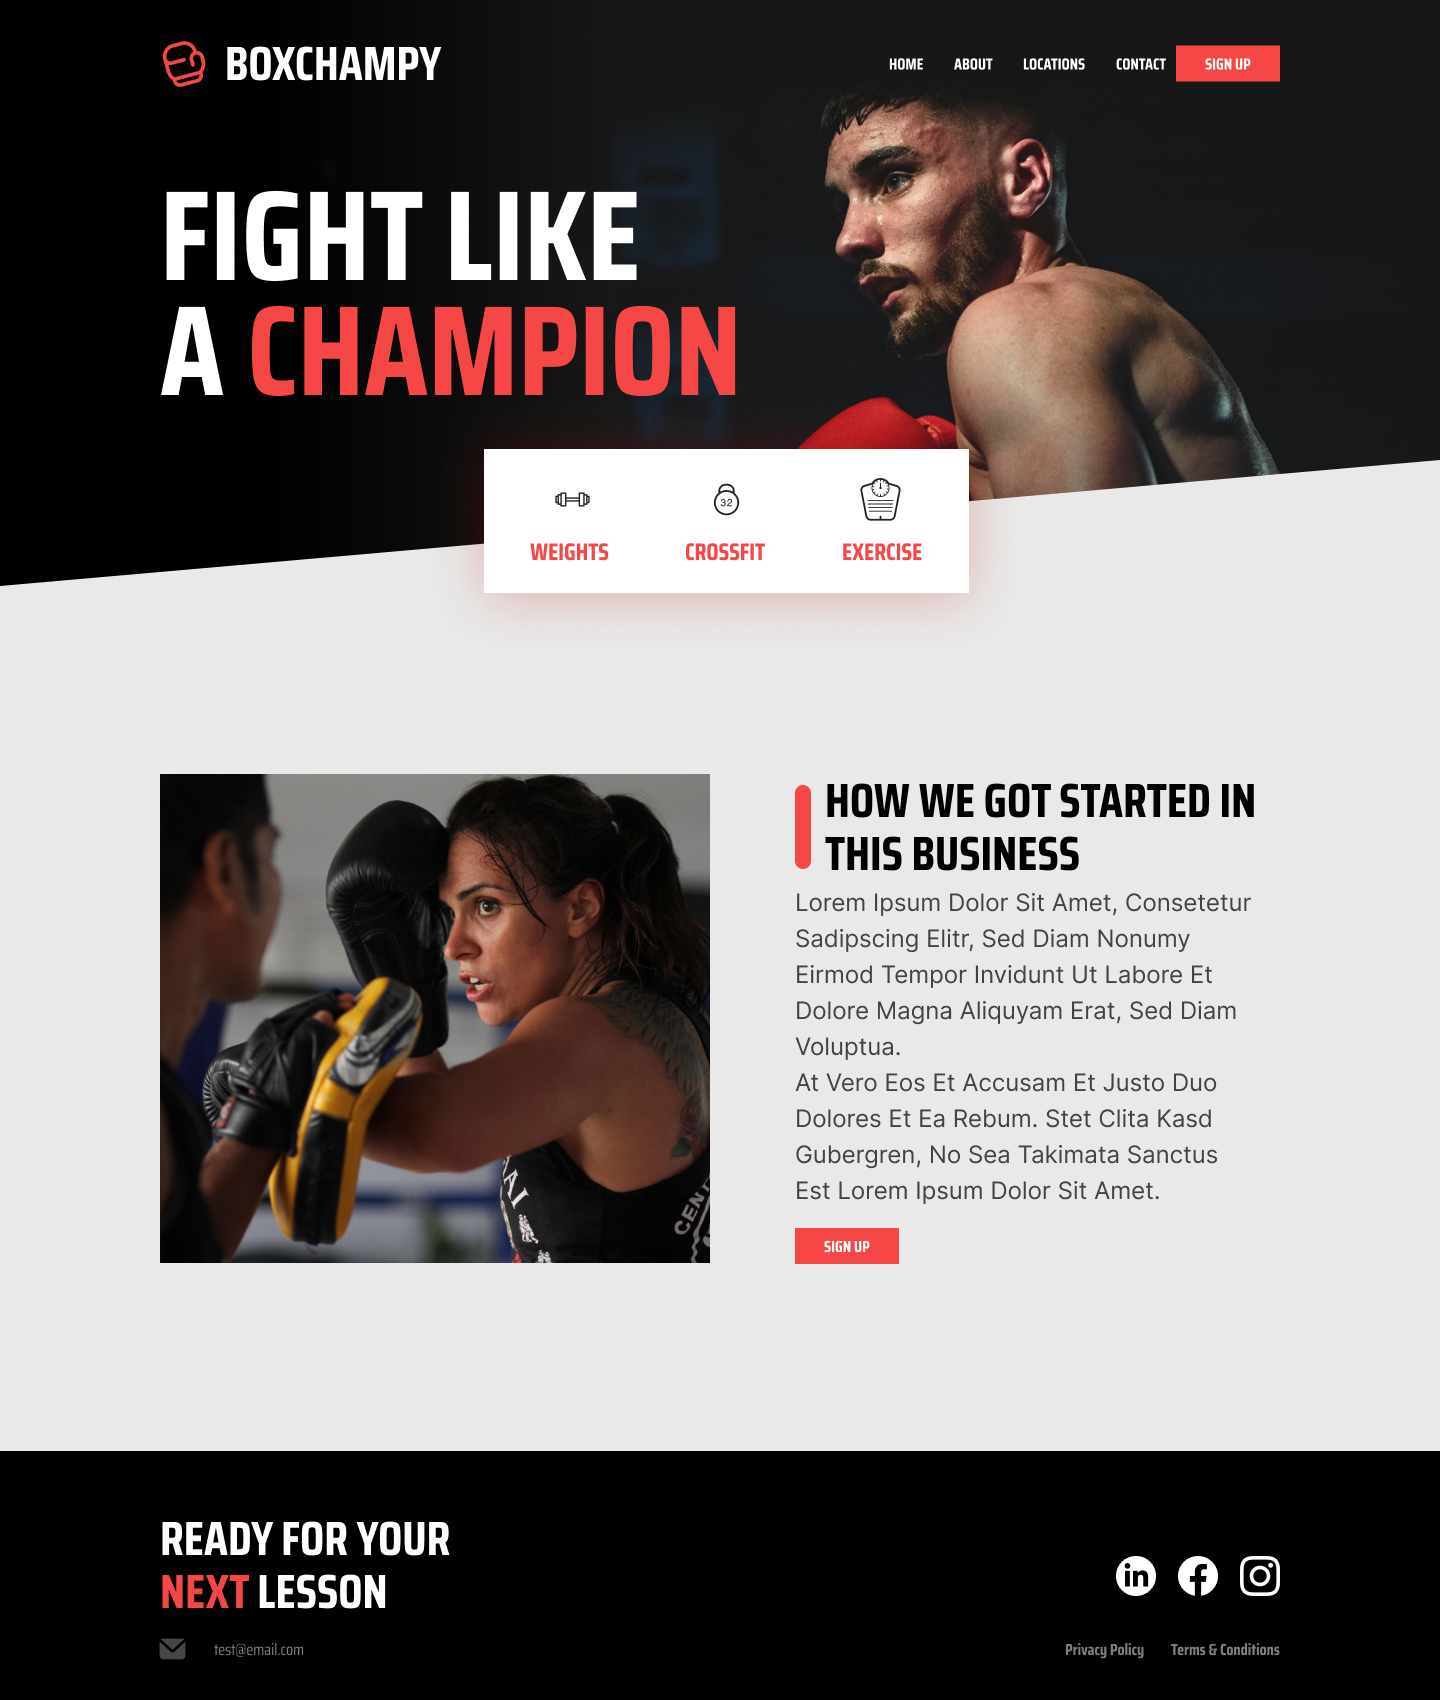 BOXCHAMPY
HOME ABOUT LOCATIONS CONTACT SIGN UP
FIGHT LIKE
A CHAMPION
32
WEIGHTS CROSSFIT EXERCISE
HOW WE GOT STARTED IN
THIS BUSINESS
Lorem Ipsum Dolor Sit Amet, Consetetur
Sadipscing Elitr, Sed Diam Nonumy
Eirmod Tempor Invidunt Ut Labore Et
Dolore Magna Aliquyam Erat, Sed Diam
Voluptua.
At Vero Eos Et Accusam Et Justo Duo
Dolores Et Ea Rebum. Stet Clita Kasd
Gubergren, No Sea Takimata Sanctus
Est Lorem Ipsum Dolor Sit Amet.
SIGN UP
READY FOR YOUR
NEXT LESSON
in f
test@email.com
Privacy Policy Terms & Conditions